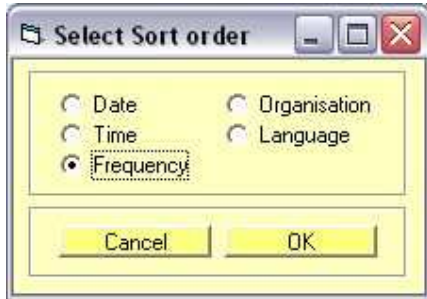 Select Sort order
Date
Organisation
Time
Language
Frequency
Cancel
OK